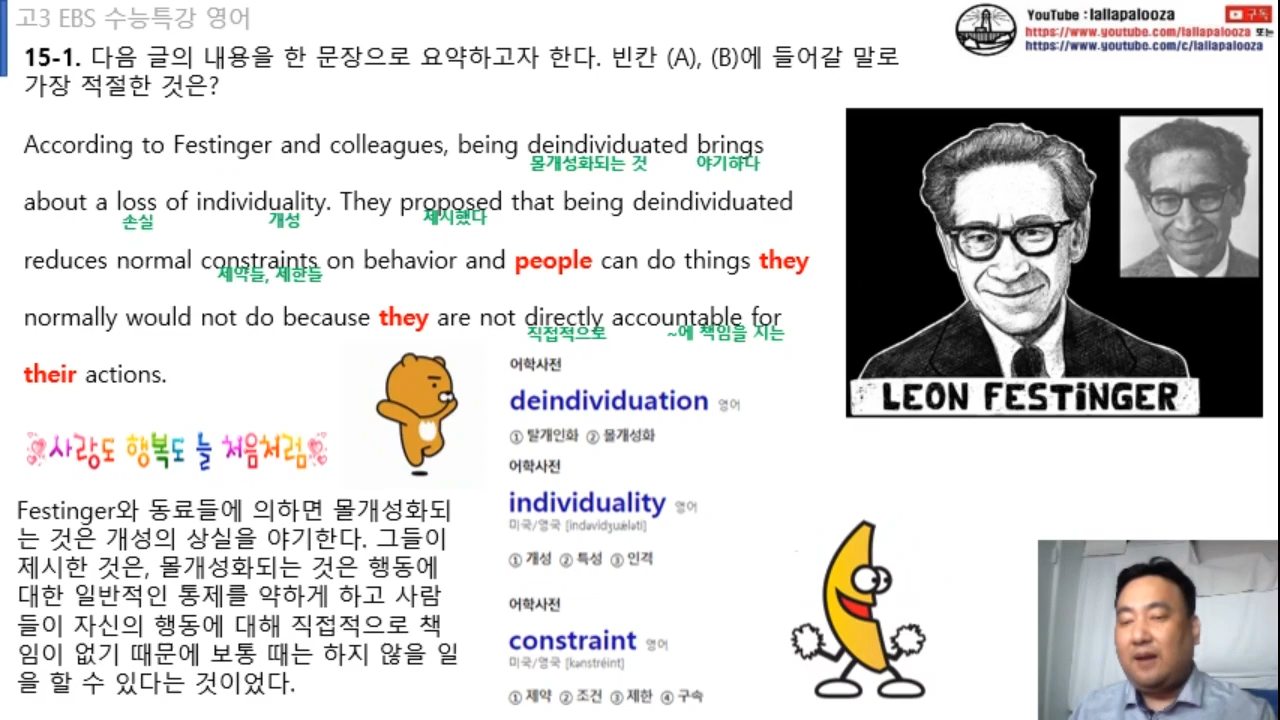 고3 EBS 수능특강 영어
YouTube : lallapalooza
구독
https://www.youtube.com/lallapalooza 또는
https://www.youtube.com/c/lallapalooza
15-1. 다음 글의 내용을 한 문장으로 요약하고자 한다. 빈칸 (A), (B)에 들어갈 말로
가장 적절한 것은?
According to Festinger and colleagues, being deindividuated brings
몰개성화되는 것 야기하다
about a loss of individuality. They proposed that being deindividuated
손실 개성 제시했다
reduces normal constraints on behavior and people can do things they
제약들, 제한들
normally would not do because they are not directly accountable for
직접적으로 ~에 책임을 지는
their actions.
LEON FESTINGER
사랑도 행복도 늘 처음처럼
어학사전
deindividuation 영어
① 탈개인화 ② 몰개성화
어학사전
individuality 영어
미국/영국 [indəvidʒuæləti]
① 개성 ② 특성 ③ 인격
어학사전
constraint 영어
미국/영국 [kənstréint]
① 제약 ② 조건 ③ 제한 ④ 구속
Festinger와 동료들에 의하면 몰개성화되
는 것은 개성의 상실을 야기한다. 그들이
제시한 것은, 몰개성화되는 것은 행동에
대한 일반적인 통제를 약하게 하고 사람
들이 자신의 행동에 대해 직접적으로 책
임이 없기 때문에 보통 때는 하지 않을 일
을 할 수 있다는 것이었다.